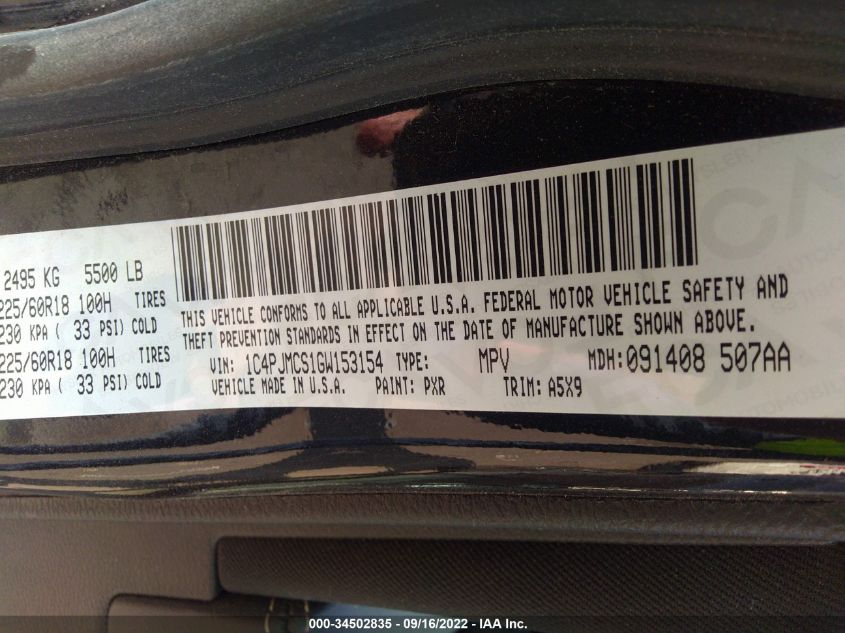 2495 KG 5500 LB
225/60R18 100H TIRES
230 KPA ( 33 PSI) COLD
225/60R18 100H TIRES
230 KPA ( 33 PSI) COLD
THIS VEHICLE CONFORMS TO ALL APPLICABLE U.S.A. FEDERAL MOTOR VEHICLE SAFETY AND
THEFT PREVENTION STANDARDS IN EFFECT ON THE DATE OF MANUFACTURE SHOWN ABOVE.
VIN: 1C4PJMCS1GW153154 TYPE: MPV MDH:091408 507AA
VEHICLE MADE IN U.S.A. PAINT: PXR TRIM: A5X9
000-34502835 - 09/16/2022 - IAA Inc.